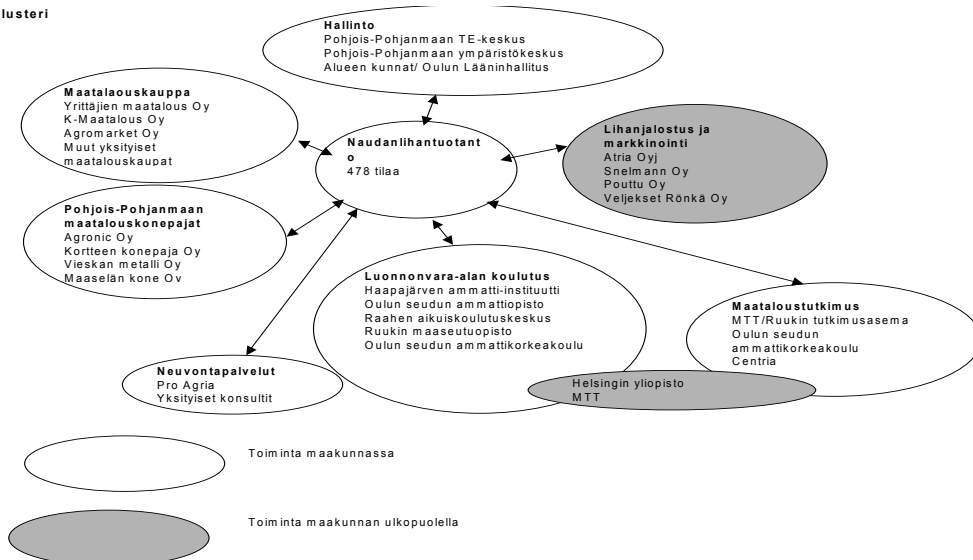 lusteri
Hallinto
Pohjois-Pohjanmaan TE-keskus
Pohjois-Pohjanmaan ympäristökeskus
Alueen kunnat/ Oulun Lääninhallitus
Maatalaouskauppa
Yrittäjien maatalous Oy
K-Maatalous Oy
Agromarket Oy
Muut yksityiset
maatalouskaupat
Naudanlihantuotant
o
478 tilaa
Lihanjalostus ja
markkinointi
Atria Oyj
Snelmann Oy
Pouttu Oy
Veljekset Rönkä Oy
Pohjois-Pohjanmaan
maatalouskonepajat
Agronic Oy
Kortteen konepaja Oy
Vieskan metalli Oy
Maaselän kone Oy
Luonnonvara-alan koulutus
Haapajärven ammatti-instituutti
Oulun seudun ammattiopisto
Raahen aikuiskoulutuskeskus
Ruukin maaseutuopisto
Oulun seudun ammattikorkeakoulu
Maataloustutkimus
MTT/Ruukin tutkimusasema
Oulun seudun
ammattikorkeakoulu
Centria
Neuvontapalvelut
Pro Agria
Yksityiset konsultit
Helsingin yliopisto
MTT
Toiminta maakunnassa
Toiminta maakunnan ulkopuolella